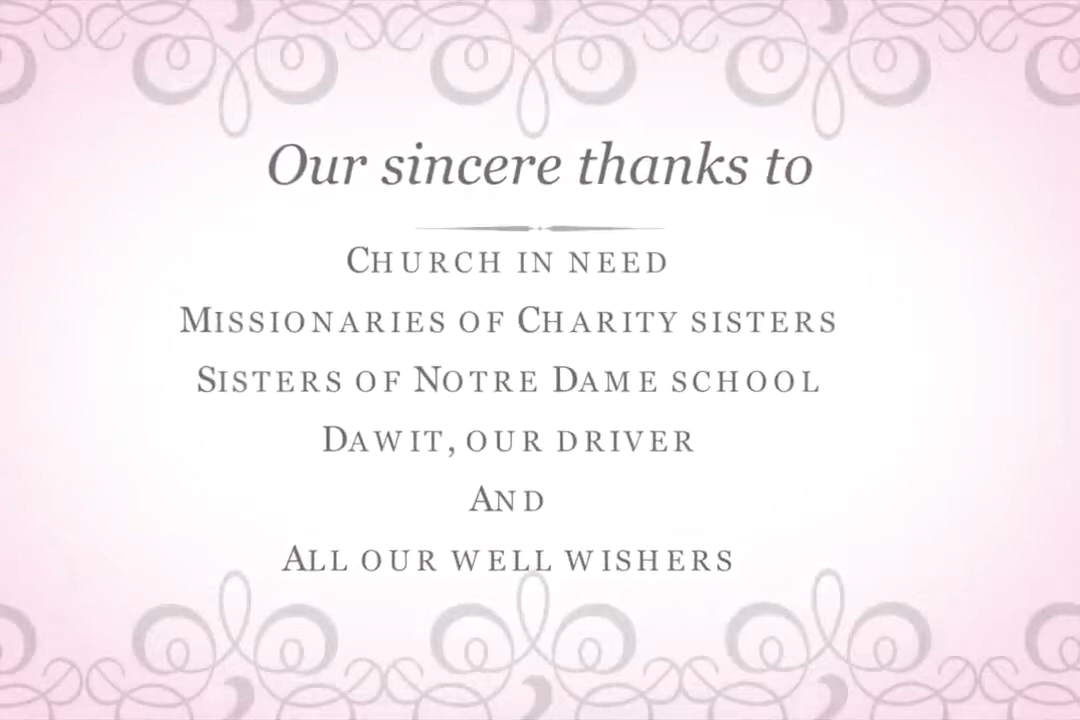 Our sincere thanks to
Church in need
Missionaries of Charity sisters
Sisters of Notre Dame school
Dawit, our driver
And
All our well wishers